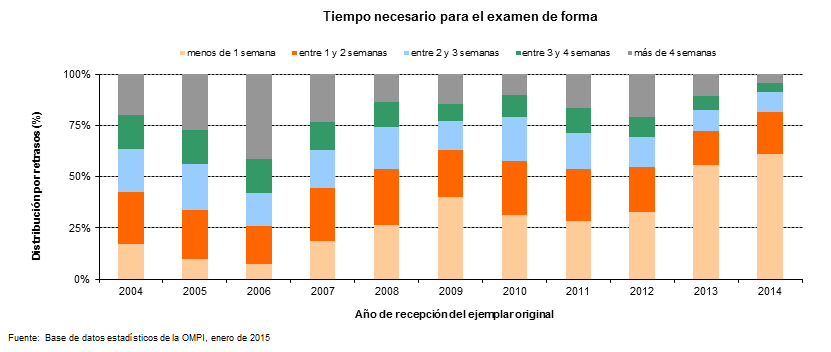 Tiempo necesario para el examen de forma
menos de 1 semana entre 1 y 2 semanas entre 2 y 3 semanas entre 3 y 4 semanas más de 4 semanas
100%
75%
50%
25%
0%
Distribución por retrasos (%)
2004 2005 2006 2007 2008 2009 2010 2011 2012 2013 2014
Año de recepción del ejemplar original
Fuente: Base de datos estadísticos de la OMPI, enero de 2015